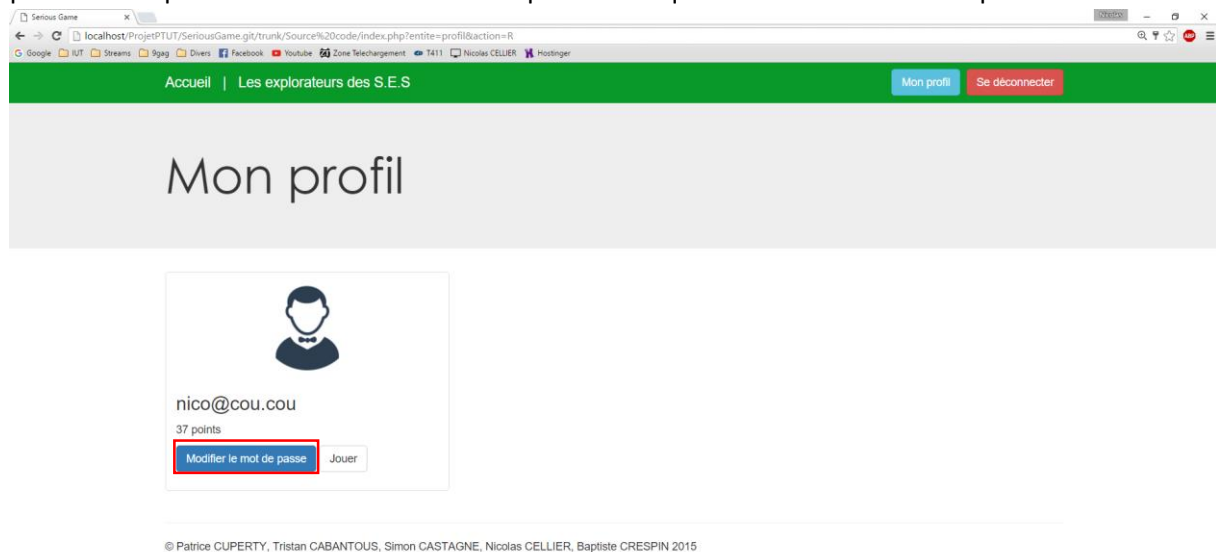 Serious Game
Nicolas
localhost/ProjetPTUT/SeriousGame.git/trunk/Source%20code/index.php?entite=profil&action=R
Google IUT Streams 9gag Divers Facebook Youtube Zone Telechargement T411 Nicolas CELLIER Hostinger
Accueil | Les explorateurs des S.E.S Mon profil Se déconnecter
Mon profil
nico@cou.cou
37 points
Modifier le mot de passe Jouer
© Patrice CUPERTY, Tristan CABANTOUS, Simon CASTAGNE, Nicolas CELLIER, Baptiste CRESPIN 2015